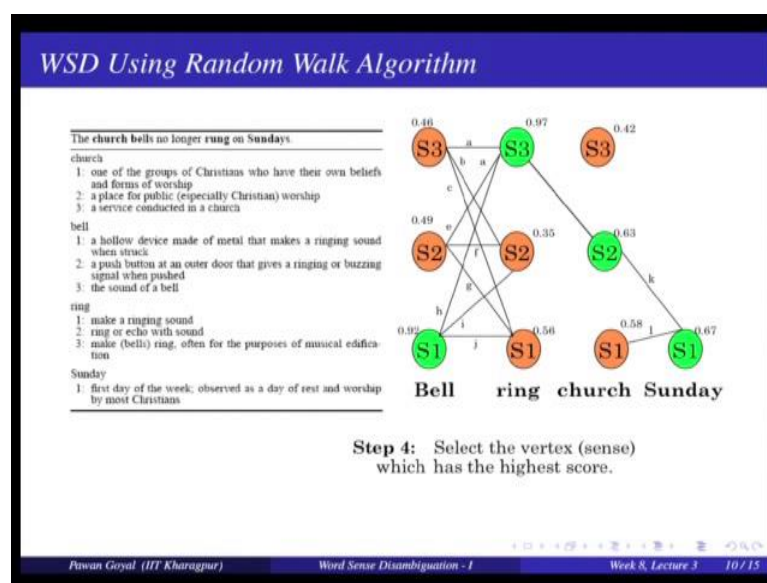 WSD Using Random Walk Algorithm
The church bells no longer rung on Sundays.
church
1: one of the groups of Christians who have their own beliefs
and forms of worship
2: a place for public (especially Christian) worship
3: a service conducted in a church
bell
1: a hollow device made of metal that makes a ringing sound
when struck
2: a push button at an outer door that gives a ringing or buzzing
signal when pushed
3: the sound of a bell
ring
1: make a ringing sound
2: ring or echo with sound
3: make (bells) ring, often for the purposes of musical edifica-
tion
Sunday
1: first day of the week; observed as a day of rest and worship
by most Christians
0.46 0.97 0.42
S3 a S3 S3
b a
c
0.49 e 0.35 0.63
S2 f S2 S2
g k
h
0.92 i 0.56 0.58 l 0.67
S1 j S1 S1 S1
Bell ring church Sunday
Step 4: Select the vertex (sense)
which has the highest score.
Pawan Goyal (IIT Kharagpur) Word Sense Disambiguation - I Week 8, Lecture 3 10 / 15